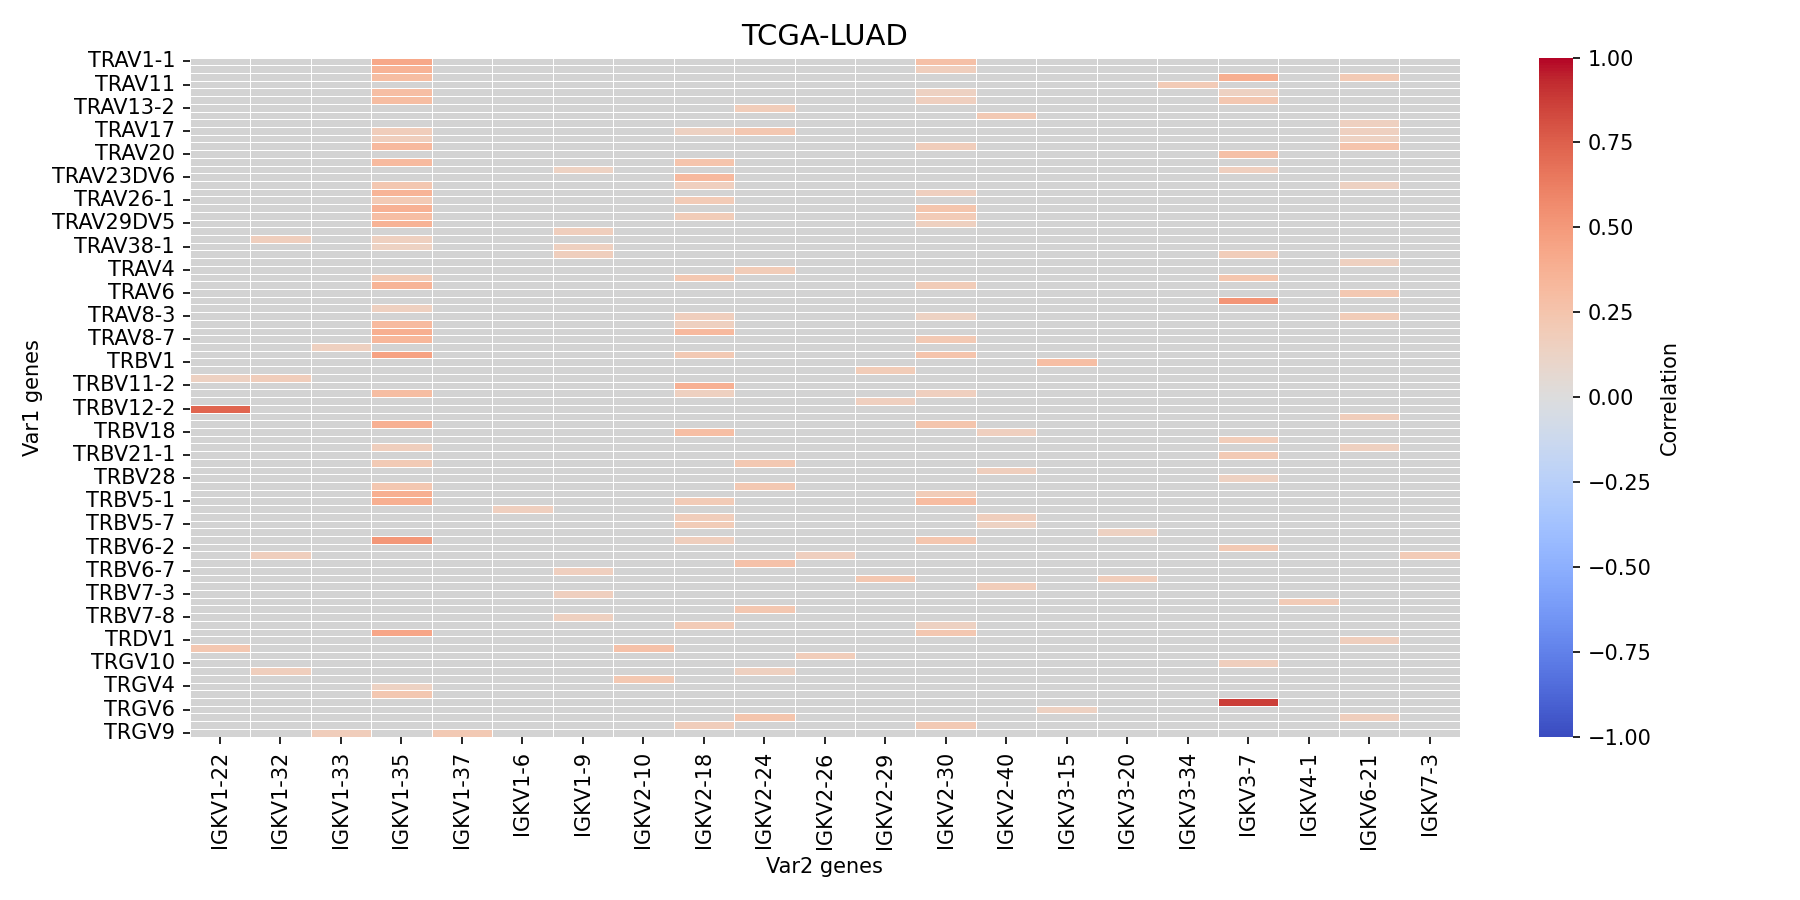 TCGA-LUAD
TRAV1-1
TRAV11
TRAV13-2
TRAV17
TRAV20
TRAV23DV6
TRAV26-1
TRAV29DV5
TRAV38-1
TRAV4
TRAV6
TRAV8-3
TRAV8-7
TRBV1
TRBV11-2
TRBV12-2
TRBV18
TRBV21-1
TRBV28
TRBV5-1
TRBV5-7
TRBV6-2
TRBV6-7
TRBV7-3
TRBV7-8
TRDV1
TRGV10
TRGV4
TRGV6
TRGV9
Var1 genes
IGKV1-22
IGKV1-32
IGKV1-33
IGKV1-35
IGKV1-37
IGKV1-6
IGKV1-9
IGKV2-10
IGKV2-18
IGKV2-24
IGKV2-26
IGKV2-29
IGKV2-30
IGKV2-40
IGKV3-15
IGKV3-20
IGKV3-34
IGKV3-7
IGKV4-1
IGKV6-21
IGKV7-3
Var2 genes
1.00
0.75
0.50
0.25
0.00
−0.25
−0.50
−0.75
−1.00
Correlation